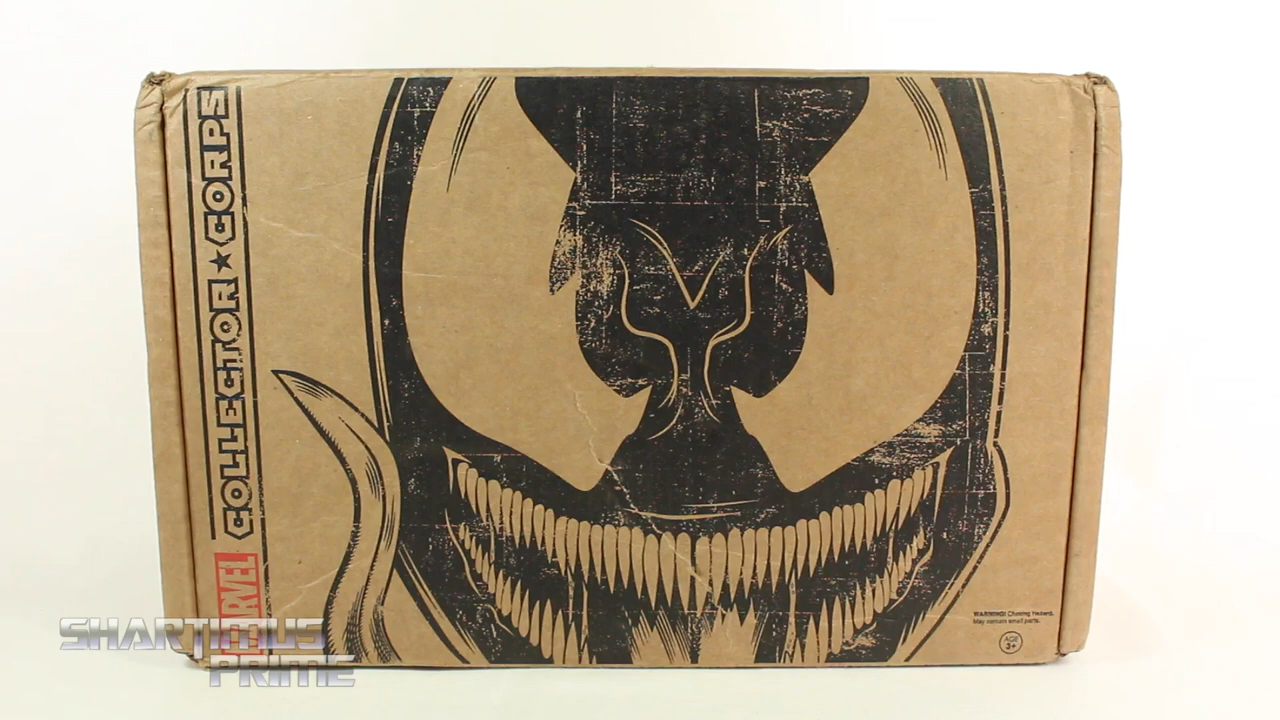 COLLECTOR★CORPS
MARVEL
WARNING! Choking Hazard.
May contain small parts.
AGE
3+
SHARTIMUS
PRIME